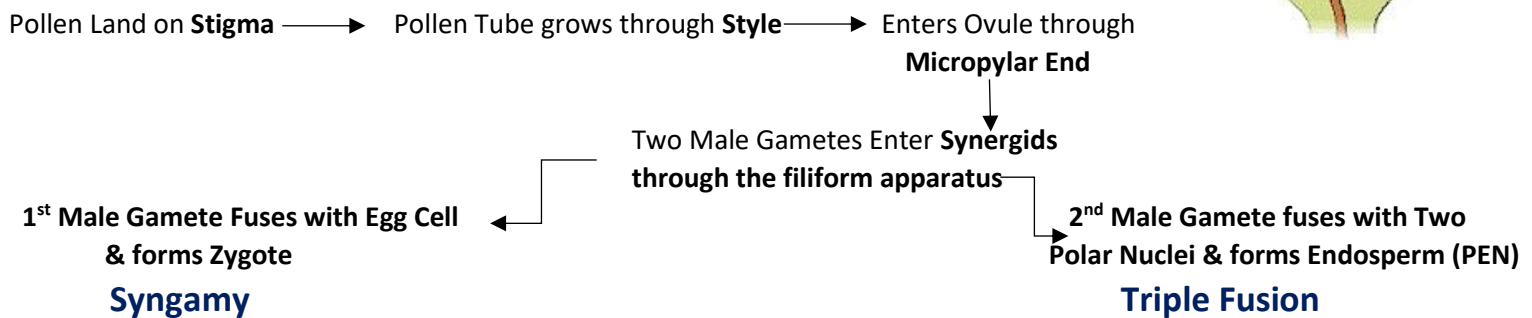 Pollen Land on Stigma
Pollen Tube grows through Style
Enters Ovule through
Micropylar End
Two Male Gametes Enter Synergids
through the filiform apparatus
1st Male Gamete Fuses with Egg Cell
& forms Zygote
Syngamy
2nd Male Gamete fuses with Two
Polar Nuclei & forms Endosperm (PEN)
Triple Fusion